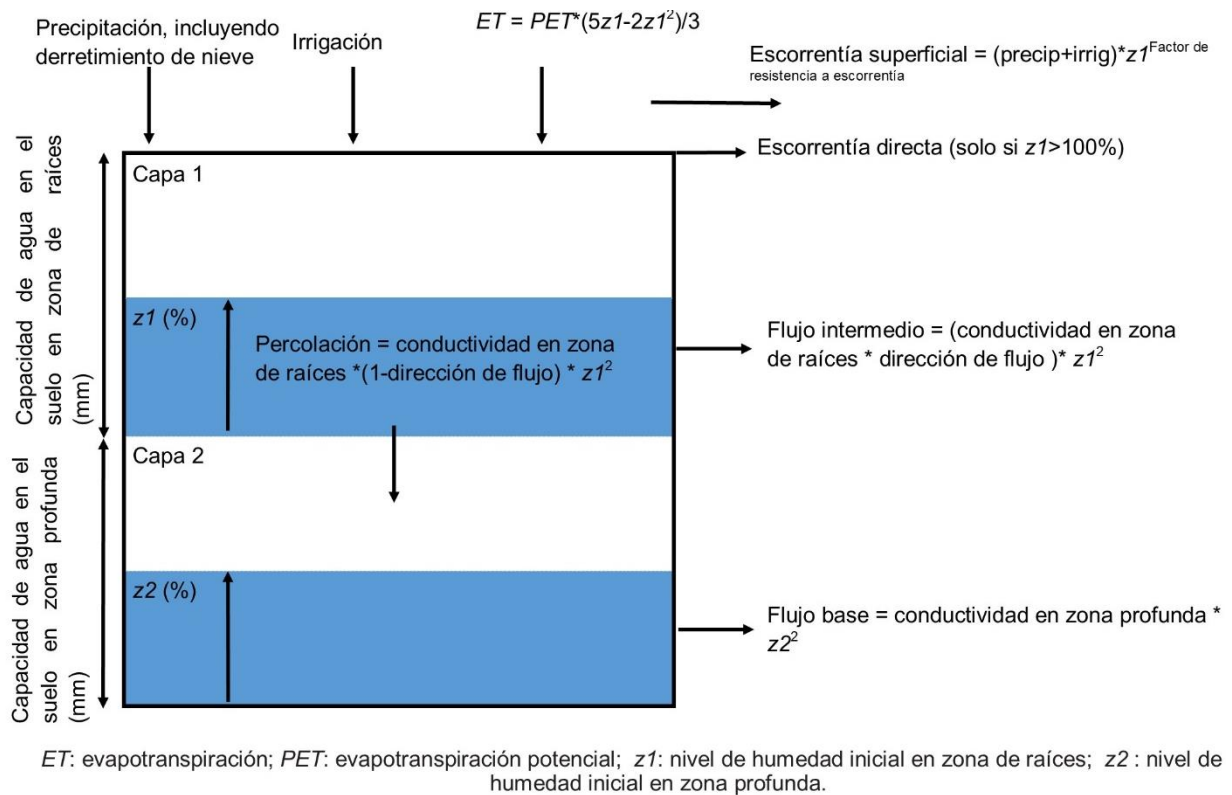 Precipitación, incluyendo
derretimiento de nieve
Irrigación
ET = PET*(5z1-2z1²)/3
Escorrentía superficial = (precip+irrig)*z1^Factor de
resistencia a escorrentía
Escorrentía directa (solo si z1>100%)
Capacidad de agua en el
suelo en zona de raíces
(mm)
Capa 1
z1 (%)
Percolación = conductividad en zona
de raíces *(1-dirección de flujo) * z1²
Flujo intermedio = (conductividad en zona
de raíces * dirección de flujo )* z1²
Capacidad de agua en el
suelo en zona profunda
(mm)
Capa 2
z2 (%)
Flujo base = conductividad en zona profunda *
z2²
ET: evapotranspiración; PET: evapotranspiración potencial; z1: nivel de humedad inicial en zona de raíces; z2 : nivel de
humedad inicial en zona profunda.